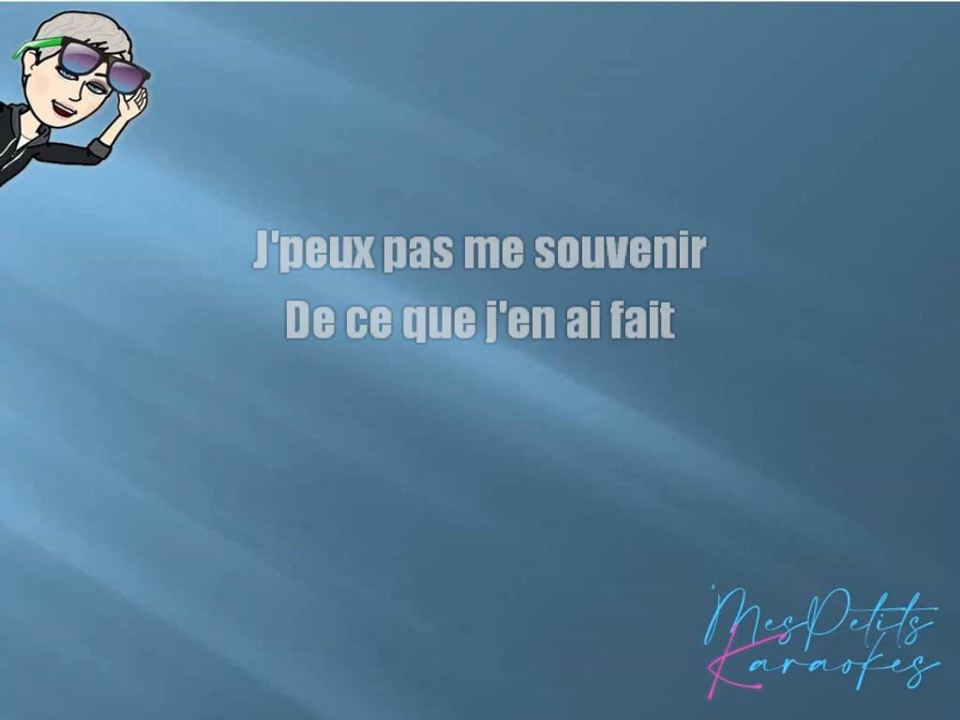 J'peux pas me souvenir
De ce que j'en ai fait
MesPetits
Karaokes